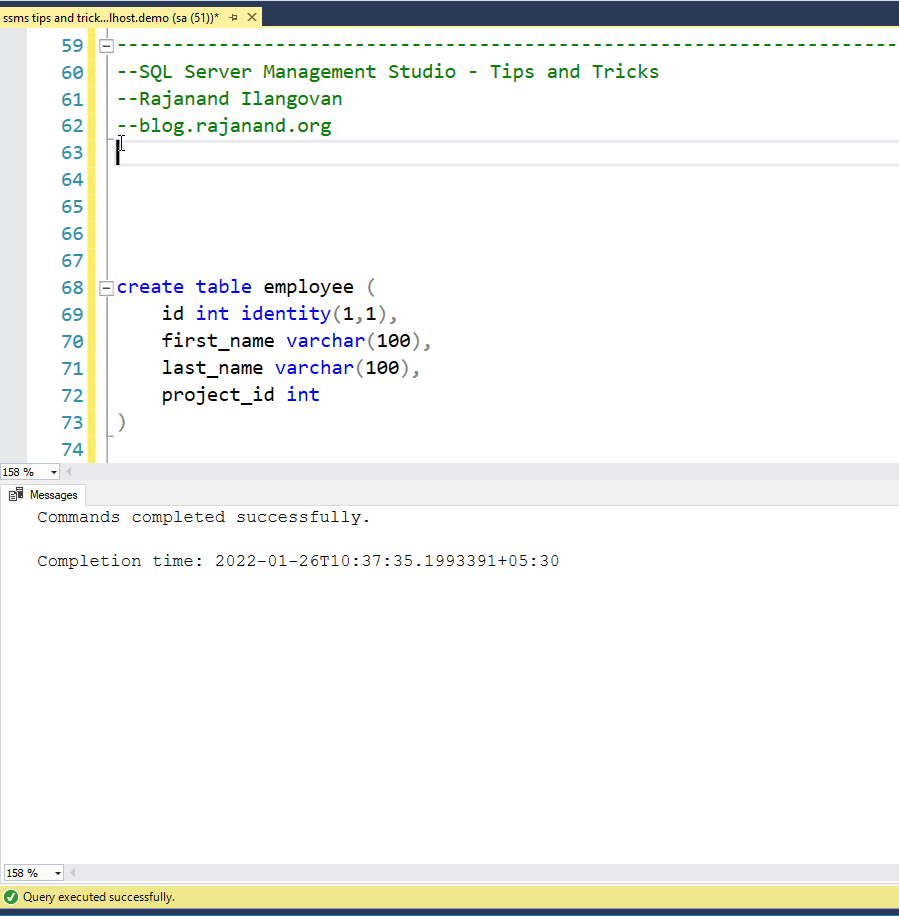 ssms tips and trick...lhost.demo (sa (51))*
59 --------------------------------------------------------------------
60 --SQL Server Management Studio - Tips and Tricks
61 --Rajanand Ilangovan
62 --blog.rajanand.org
63
64
65
66
67
68 create table employee (
69 id int identity(1,1),
70 first_name varchar(100),
71 last_name varchar(100),
72 project_id int
73 )
74
158 %
Messages
Commands completed successfully.
Completion time: 2022-01-26T10:37:35.1993391+05:30
158 %
Query executed successfully.